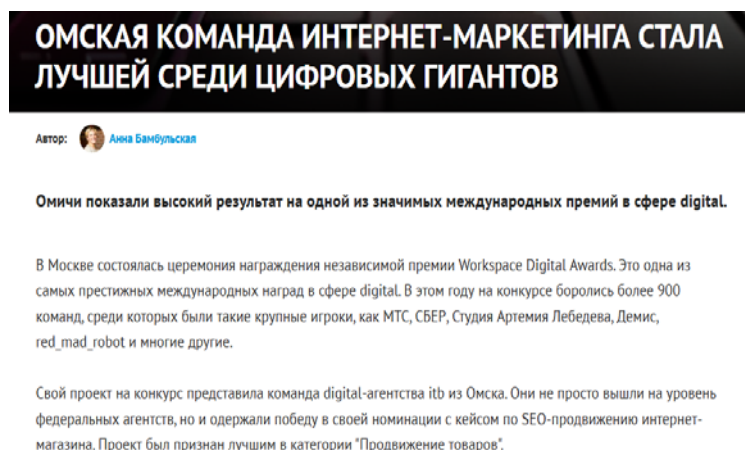 ОМСКАЯ КОМАНДА ИНТЕРНЕТ-МАРКЕТИНГА СТАЛА
ЛУЧШЕЙ СРЕДИ ЦИФРОВЫХ ГИГАНТОВ
Автор: Анна Бамбульская
Омичи показали высокий результат на одной из значимых международных премий в сфере digital.
В Москве состоялась церемония награждения независимой премии Workspace Digital Awards. Это одна из
самых престижных международных наград в сфере digital. В этом году на конкурсе боролись более 900
команд, среди которых были такие крупные игроки, как МТС, СБЕР, Студия Артемия Лебедева, Демис,
red_mad_robot и многие другие.
Свой проект на конкурс представила команда digital-агентства itb из Омска. Они не просто вышли на уровень
федеральных агентств, но и одержали победу в своей номинации с кейсом по SEO-продвижению интернет-
магазина. Проект был признан лучшим в категории "Продвижение товаров".